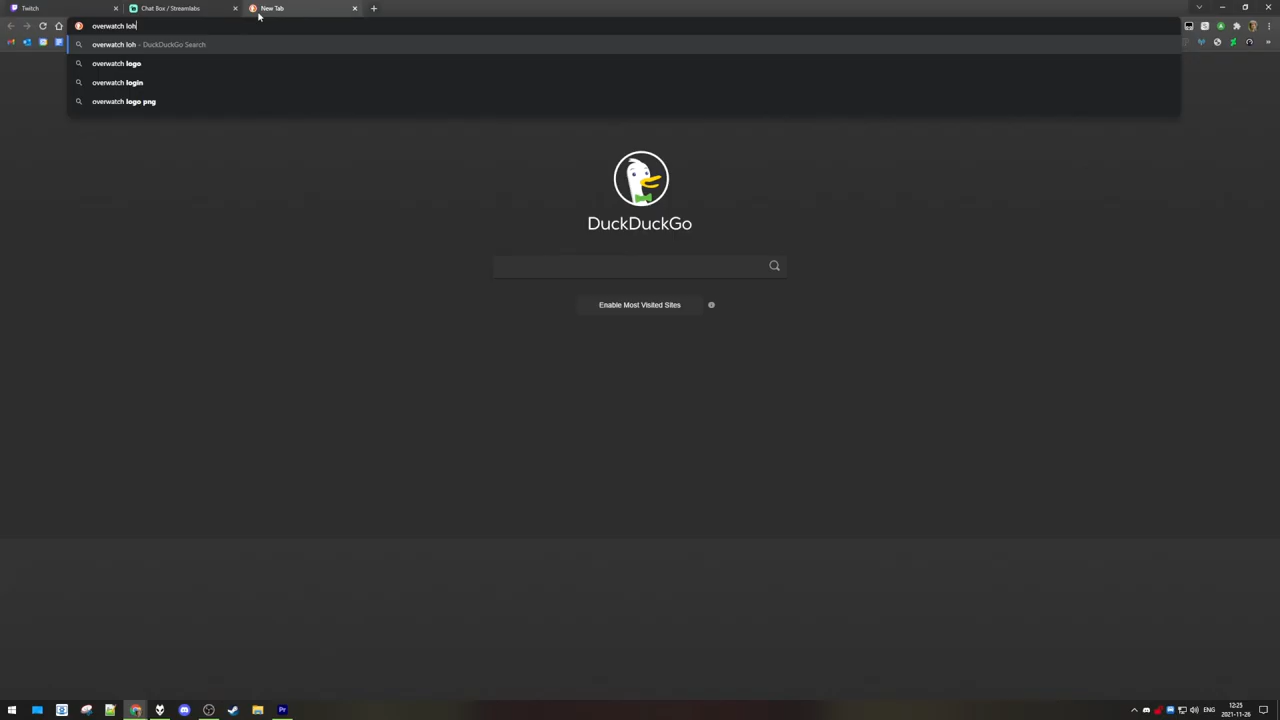 Twitch
Chat Box / Streamlabs
New Tab
overwatch loh
overwatch loh - DuckDuckGo Search
overwatch logo
overwatch login
overwatch logo png
DuckDuckGo
Enable Most Visited Sites
Pr
ENG
12:25
2021-11-26